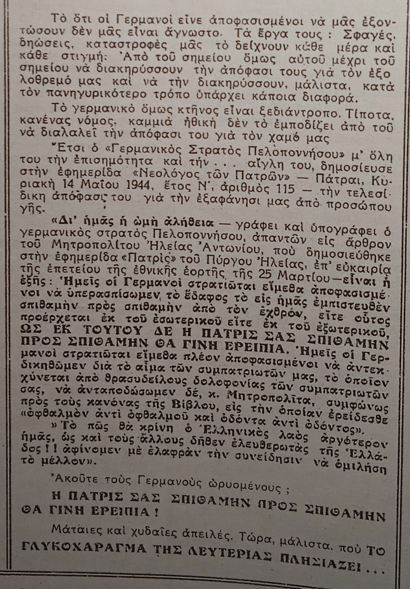 Τὸ ὅτι οἱ Γερμανοὶ εἶνε ἀποφασισμένοι νὰ μᾶς ἐξον-
τώσουν δὲν μᾶς εἶναι ἄγνωστο. Τὰ ἔργα τους : Σφαγές,
δηώσεις, καταστροφὲς μᾶς τὸ δείχνουν κάθε μέρα καὶ
κάθε στιγμή: Ἀπὸ τοῦ σημείου ὅμως αὐτοῦ μέχρι τοῦ
σημείου νὰ διακηρύσσουν τὴν ἀπόφασι τους γιὰ τὸν ἐξο
λοθρεμό μας καὶ νὰ τὴν διακηρύσσουν, μάλιστα, κατὰ
τὸν πανηγυρικότερο τρόπο ὑπάρχει κάποια διαφορά.
Τὸ γερμανικὸ ὅμως κτῆνος εἶναι ξεδιάντροπο. Τίποτα,
κανένας νόμος, καμμιὰ ἠθικὴ δὲν τὸ ἐμποδίζει ἀπὸ τοῦ
νὰ διαλαλεῖ τὴν ἀπόφασι του γιὰ τὸν χαμό μας
Ἔτσι ὁ «Γερμανικὸς Στρατὸς Πελοποννήσου» μ' ὅλη
του τὴν ἐπισημότητα καὶ τὴν... αἴγλη του, δημοσίευσε
στὴν ἐφημερίδα «Νεολόγος τῶν Πατρῶν» — Πάτραι, Κυ-
ριακὴ 14 Μαΐου 1944, ἔτος Ν΄, ἀριθμὸς 115 — τὴν τελεσί-
δικη ἀπόφασι του γιὰ τὴν ἐξαφάνησι μας ἀπὸ προσώπου
γῆς.
«Δι' ἡμᾶς ἡ ὠμὴ ἀλήθεια — γράφει καὶ ὑπογράφει ὁ
γερμανικὸς στρατὸς Πελοποννήσου, ἀπαντῶν εἰς ἄρθρον
τοῦ Μητροπολίτου Ἠλείας Ἀντωνίου, ποὺ δημοσιεύθηκε
στὴν ἐφημερίδα «Πατρὶς» τοῦ Πύργου Ἠλείας, ἐπ' εὐκαιρίᾳ
τῆς ἐπετείου τῆς ἐθνικῆς ἑορτῆς τῆς 25 Μαρτίου — εἶναι ἡ
ἑξῆς : Ἡμεῖς οἱ Γερμανοὶ στρατιῶται εἴμεθα ἀποφασισμέ-
νοι νὰ ὑπερασπίσωμεν τὸ ἔδαφος τὸ εἰς ἡμᾶς ἐμπιστευθὲν
σπιθαμὴν πρὸς σπιθαμὴν ἀπὸ τὸν ἐχθρόν, εἴτε οὗτος
προέρχεται ἐκ τοῦ ἐσωτερικοῦ εἴτε ἐκ τοῦ ἐξωτερικοῦ,
ΩΣ ΕΚ ΤΟΥΤΟΥ ΔΕ Η ΠΑΤΡΙΣ ΣΑΣ ΣΠΙΘΑΜΗΝ
ΠΡΟΣ ΣΠΙΘΑΜΗΝ ΘΑ ΓΙΝΗ ΕΡΕΙΠΙΑ. Ἡμεῖς οἱ Γερ-
μανοὶ στρατιῶται εἴμεθα πλέον ἀποφασισμένοι νὰ ἀντεκ-
δικηθῶμεν διὰ τὸ αἷμα τῶν συμπατριωτῶν μας, τὸ ὁποῖον
χύνεται ἀπὸ θρασυδείλους δολοφονίας τῶν συμπατριωτῶν
σας, νὰ ἀνταποδώσωμεν δέ, κ. Μητροπολῖτα, συμφώνως
πρὸς τοὺς κανόνας τῆς Βίβλου, εἰς τὴν ὁποίαν ἐρείδεσθε
«ὀφθαλμὸν ἀντὶ ὀφθαλμοῦ καὶ ὀδόντα ἀντὶ ὀδόντος».
»Τὸ πῶς θὰ κρίνῃ ὁ Ἑλληνικὸς λαὸς ἀργότερον
ἡμᾶς, ὡς καὶ τοὺς ἄλλους δῆθεν ἐλευθερωτὰς τῆς Ἑλλά-
δος!! ἀφίνομεν μὲ ἐλαφρὰν τὴν συνείδησιν νὰ ὁμιλήσῃ
τὸ μέλλον».
Ἀκοῦτε τοὺς Γερμανοὺς ὠρυομένους ;
Η ΠΑΤΡΙΣ ΣΑΣ ΣΠΙΘΑΜΗΝ ΠΡΟΣ ΣΠΙΘΑΜΗΝ
ΘΑ ΓΙΝΗ ΕΡΕΙΠΙΑ !
Μάταιες καὶ χυδαῖες ἀπειλές. Τώρα, μάλιστα, ποὺ ΤΟ
ΓΛΥΚΟΧΑΡΑΓΜΑ ΤΗΣ ΛΕΥΤΕΡΙΑΣ ΠΛΗΣΙΑΖΕΙ...